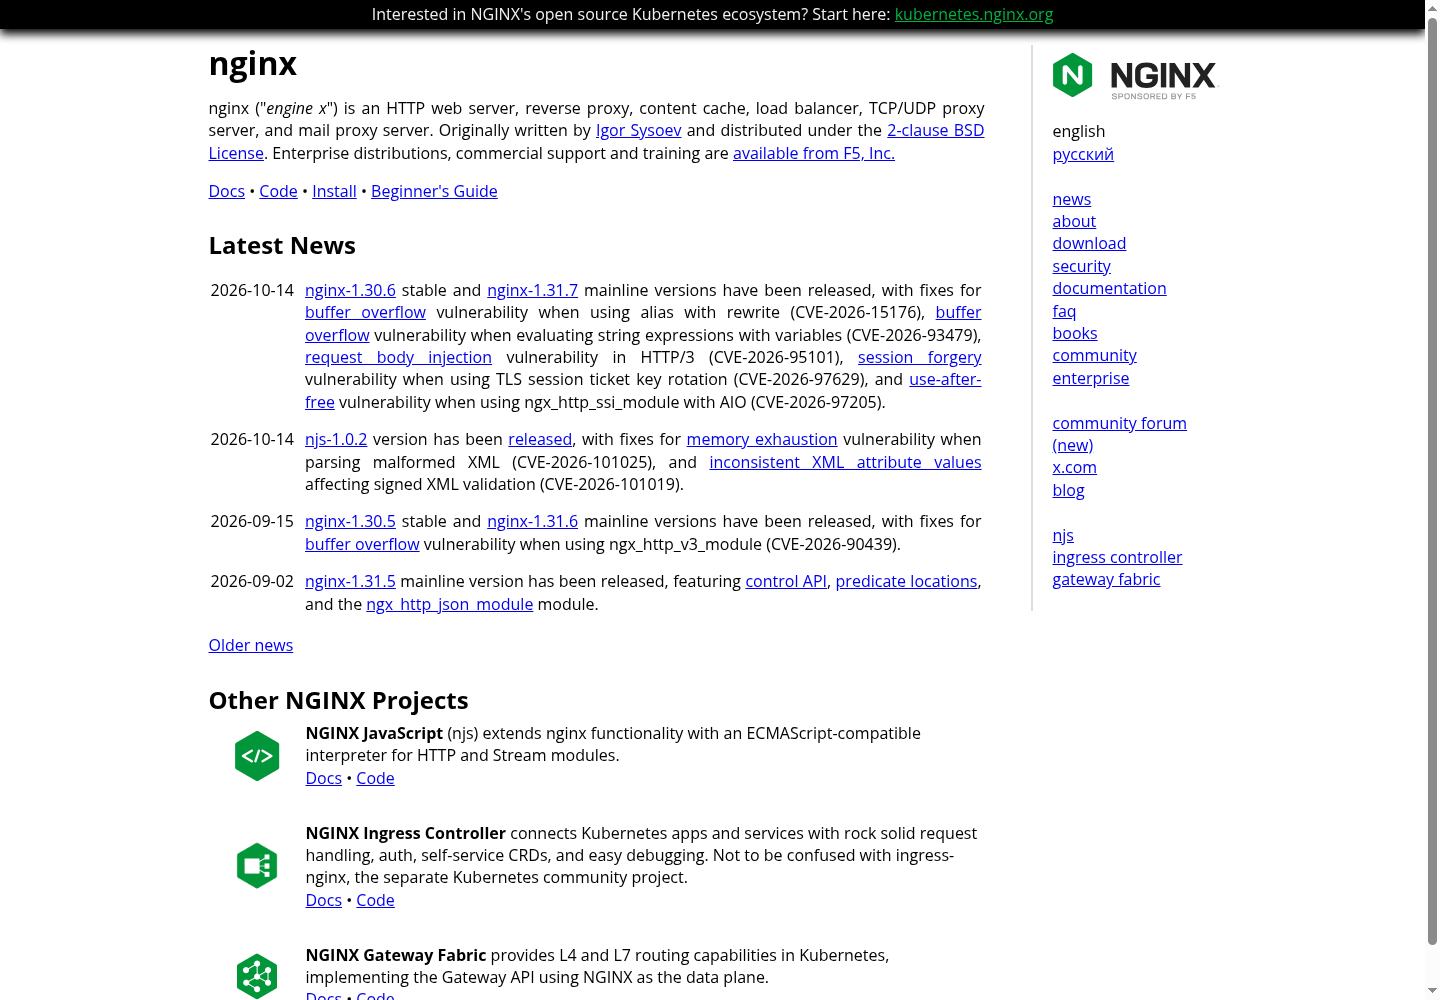 Interested in NGINX's open source Kubernetes ecosystem? Start here: kubernetes.nginx.org
nginx
nginx ("engine x") is an HTTP web server, reverse proxy, content cache, load balancer, TCP/UDP proxy
server, and mail proxy server. Originally written by Igor Sysoev and distributed under the 2-clause BSD
License. Enterprise distributions, commercial support and training are available from F5, Inc.
Docs • Code • Install • Beginner's Guide
Latest News
2026-10-14 nginx-1.30.6 stable and nginx-1.31.7 mainline versions have been released, with fixes for
buffer overflow vulnerability when using alias with rewrite (CVE-2026-15176), buffer
overflow vulnerability when evaluating string expressions with variables (CVE-2026-93479),
request body injection vulnerability in HTTP/3 (CVE-2026-95101), session forgery
vulnerability when using TLS session ticket key rotation (CVE-2026-97629), and use-after-
free vulnerability when using ngx_http_ssi_module with AIO (CVE-2026-97205).
2026-10-14 njs-1.0.2 version has been released, with fixes for memory exhaustion vulnerability when
parsing malformed XML (CVE-2026-101025), and inconsistent XML attribute values
affecting signed XML validation (CVE-2026-101019).
2026-09-15 nginx-1.30.5 stable and nginx-1.31.6 mainline versions have been released, with fixes for
buffer overflow vulnerability when using ngx_http_v3_module (CVE-2026-90439).
2026-09-02 nginx-1.31.5 mainline version has been released, featuring control API, predicate locations,
and the ngx_http_json_module module.
Older news
Other NGINX Projects
NGINX JavaScript (njs) extends nginx functionality with an ECMAScript-compatible
interpreter for HTTP and Stream modules.
Docs • Code
NGINX Ingress Controller connects Kubernetes apps and services with rock solid request
handling, auth, self-service CRDs, and easy debugging. Not to be confused with ingress-
nginx, the separate Kubernetes community project.
Docs • Code
NGINX Gateway Fabric provides L4 and L7 routing capabilities in Kubernetes,
implementing the Gateway API using NGINX as the data plane.
Docs • Code
NGINX
SPONSORED BY F5
english
русский
news
about
download
security
documentation
faq
books
community
enterprise
community forum
(new)
x.com
blog
njs
ingress controller
gateway fabric